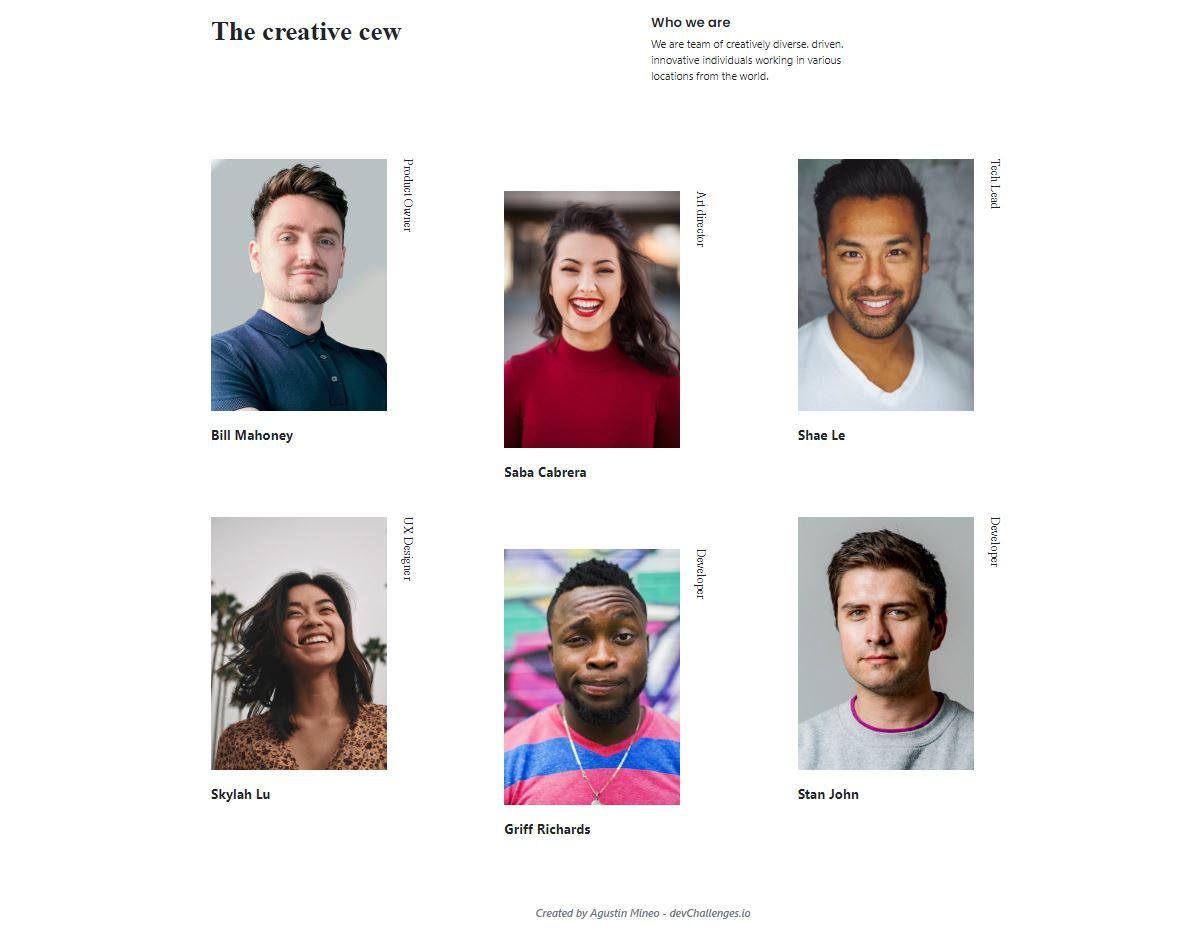 The creative cew
Who we are
We are team of creatively diverse. driven.
innovative individuals working in various
locations from the world.
Product Owner
Art director
Tech Lead
Bill Mahoney
Saba Cabrera
Shae Le
UX Designer
Developer
Developer
Skylah Lu
Griff Richards
Stan John
Created by Agustin Mineo - devChallenges.io